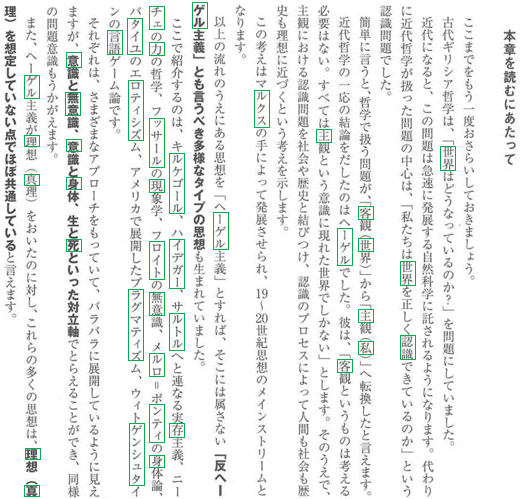 本章を読むにあたって
ここまでをもう一度おさらいしておきましょう。
古代ギリシア哲学は、「世界はどうなっているのか?」を問題にしていました。
近代になると、この問題は急速に発展する自然科学に託されるようになります。代わり
に近代哲学が扱った問題の中心は、「私たちは世界を正しく認識できているのか」という
認識問題でした。
簡単に言うと、哲学で扱う問題が、「客観(世界)」から「主観(私)」へ転換したと言えます。
近代哲学の一応の結論をだしたのはヘーゲルでした。彼は、「客観というものは考える
必要はない。すべては主観という意識に現れた世界でしかない」とします。そのうえで、
主観における認識問題を社会や歴史と結びつけ、認識のプロセスによって人間も社会も歴
史も理想に近づくという考えを示します。
この考えはマルクスの手によって発展させられ、19~20世紀思想のメインストリームと
なります。
以上の流れのうえにある思想を「ヘーゲル主義」とすれば、そこには属さない「反ヘー
ゲル主義」とも言うべき多様なタイプの思想も生まれていました。
ここで紹介するのは、キルケゴール、ハイデガー、サルトルへと連なる実存主義、ニー
チェの力の哲学、フッサールの現象学、フロイトの無意識、メルロ=ポンティの身体論、
バタイユのエロティシズム、アメリカで展開したプラグマティズム、ウィトゲンシュタイ
ンの言語ゲーム論です。
それぞれは、さまざまなアプローチをもっていて、バラバラに展開しているように見え
ますが、意識と無意識、意識と身体、生と死といった対立軸でとらえることができ、同様
の問題意識もうかがえます。
また、ヘーゲル主義が理想(真理)をおいたのに対し、これらの多くの思想は、理想(真
理)を想定していない点でほぼ共通していると言えます。